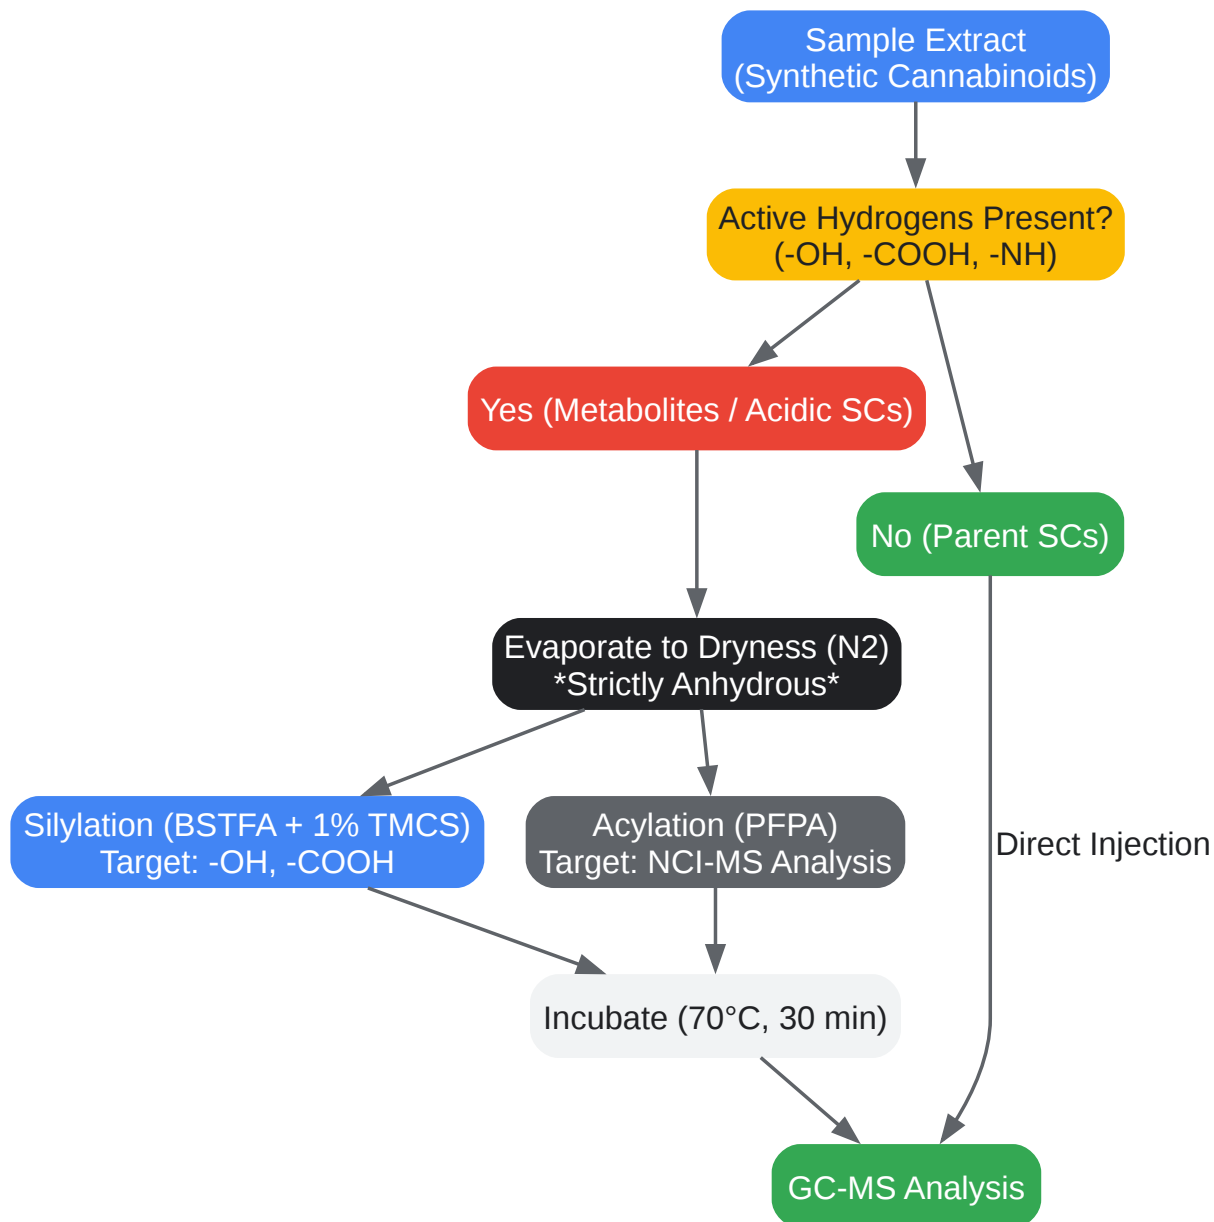 Sample Extract
(Synthetic Cannabinoids)
Active Hydrogens Present?
(-OH, -COOH, -NH)
Yes (Metabolites / Acidic SCs)
No (Parent SCs)
Evaporate to Dryness (N2)
*Strictly Anhydrous*
Silylation (BSTFA + 1% TMCS)
Target: -OH, -COOH
Acylation (PFPA)
Target: NCI-MS Analysis
Direct Injection
Incubate (70°C, 30 min)
GC-MS Analysis